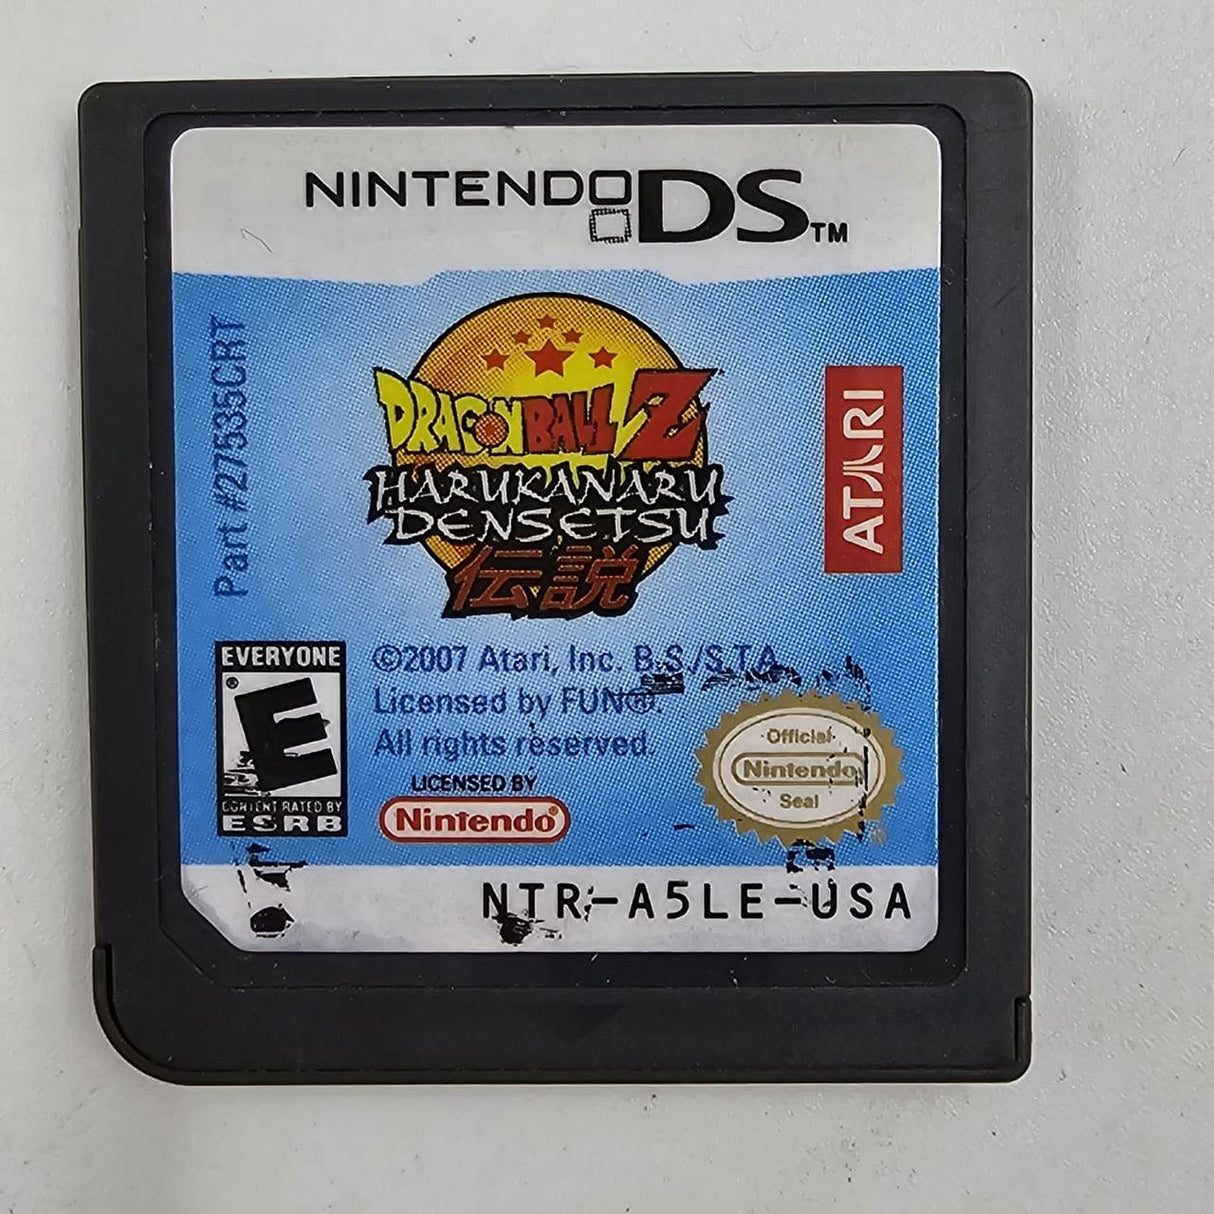 NINTENDO DS™
Part #27535CRT
DRAGON BALL Z
HARUKANARU
DENSETSU
伝説
ATARI
EVERYONE
E
CONTENT RATED BY
ESRB
©2007 Atari, Inc. B.S./S.T.A.
Licensed by FUN®.
All rights reserved.
LICENSED BY
Nintendo®
Official
Nintendo
Seal
NTR-A5LE-USA